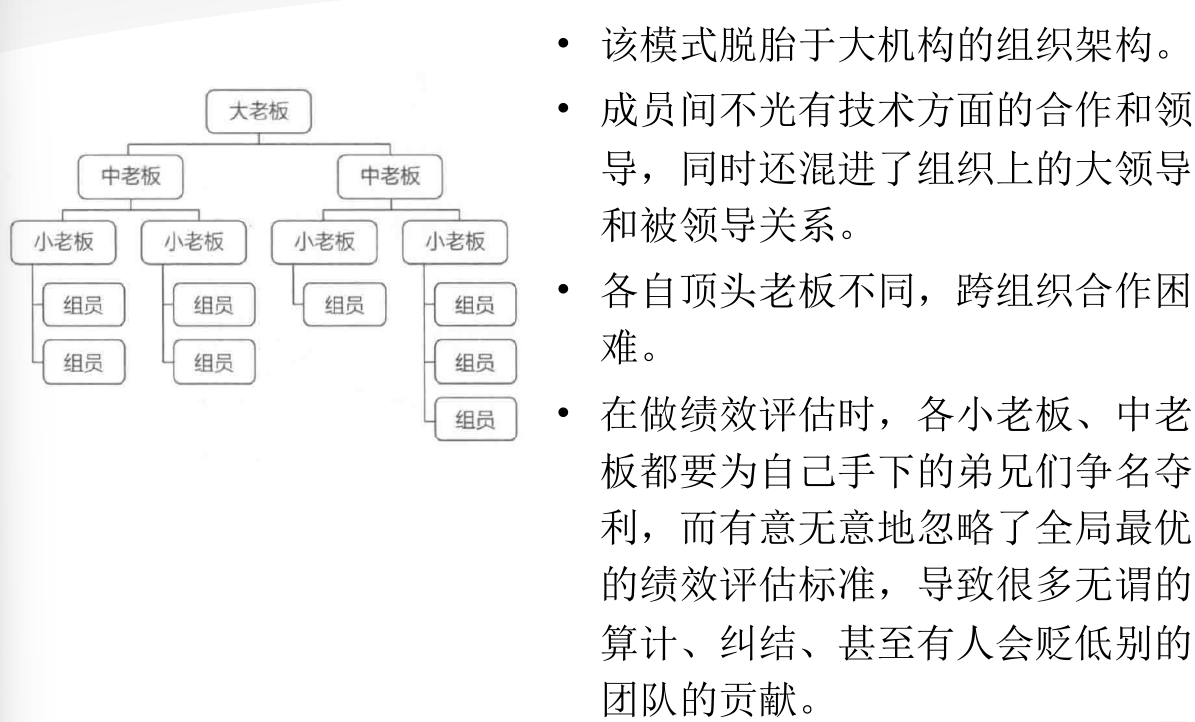 大老板
中老板
中老板
小老板
小老板
小老板
小老板
组员
组员
组员
组员
组员
组员
组员
组员
• 该模式脱胎于大机构的组织架构。
• 成员间不光有技术方面的合作和领
导，同时还混进了组织上的大领导
和被领导关系。
• 各自顶头老板不同，跨组织合作困
难。
• 在做绩效评估时，各小老板、中老
板都要为自己手下的弟兄们争名夺
利，而有意无意地忽略了全局最优
的绩效评估标准，导致很多无谓的
算计、纠结、甚至有人会贬低别的
团队的贡献。